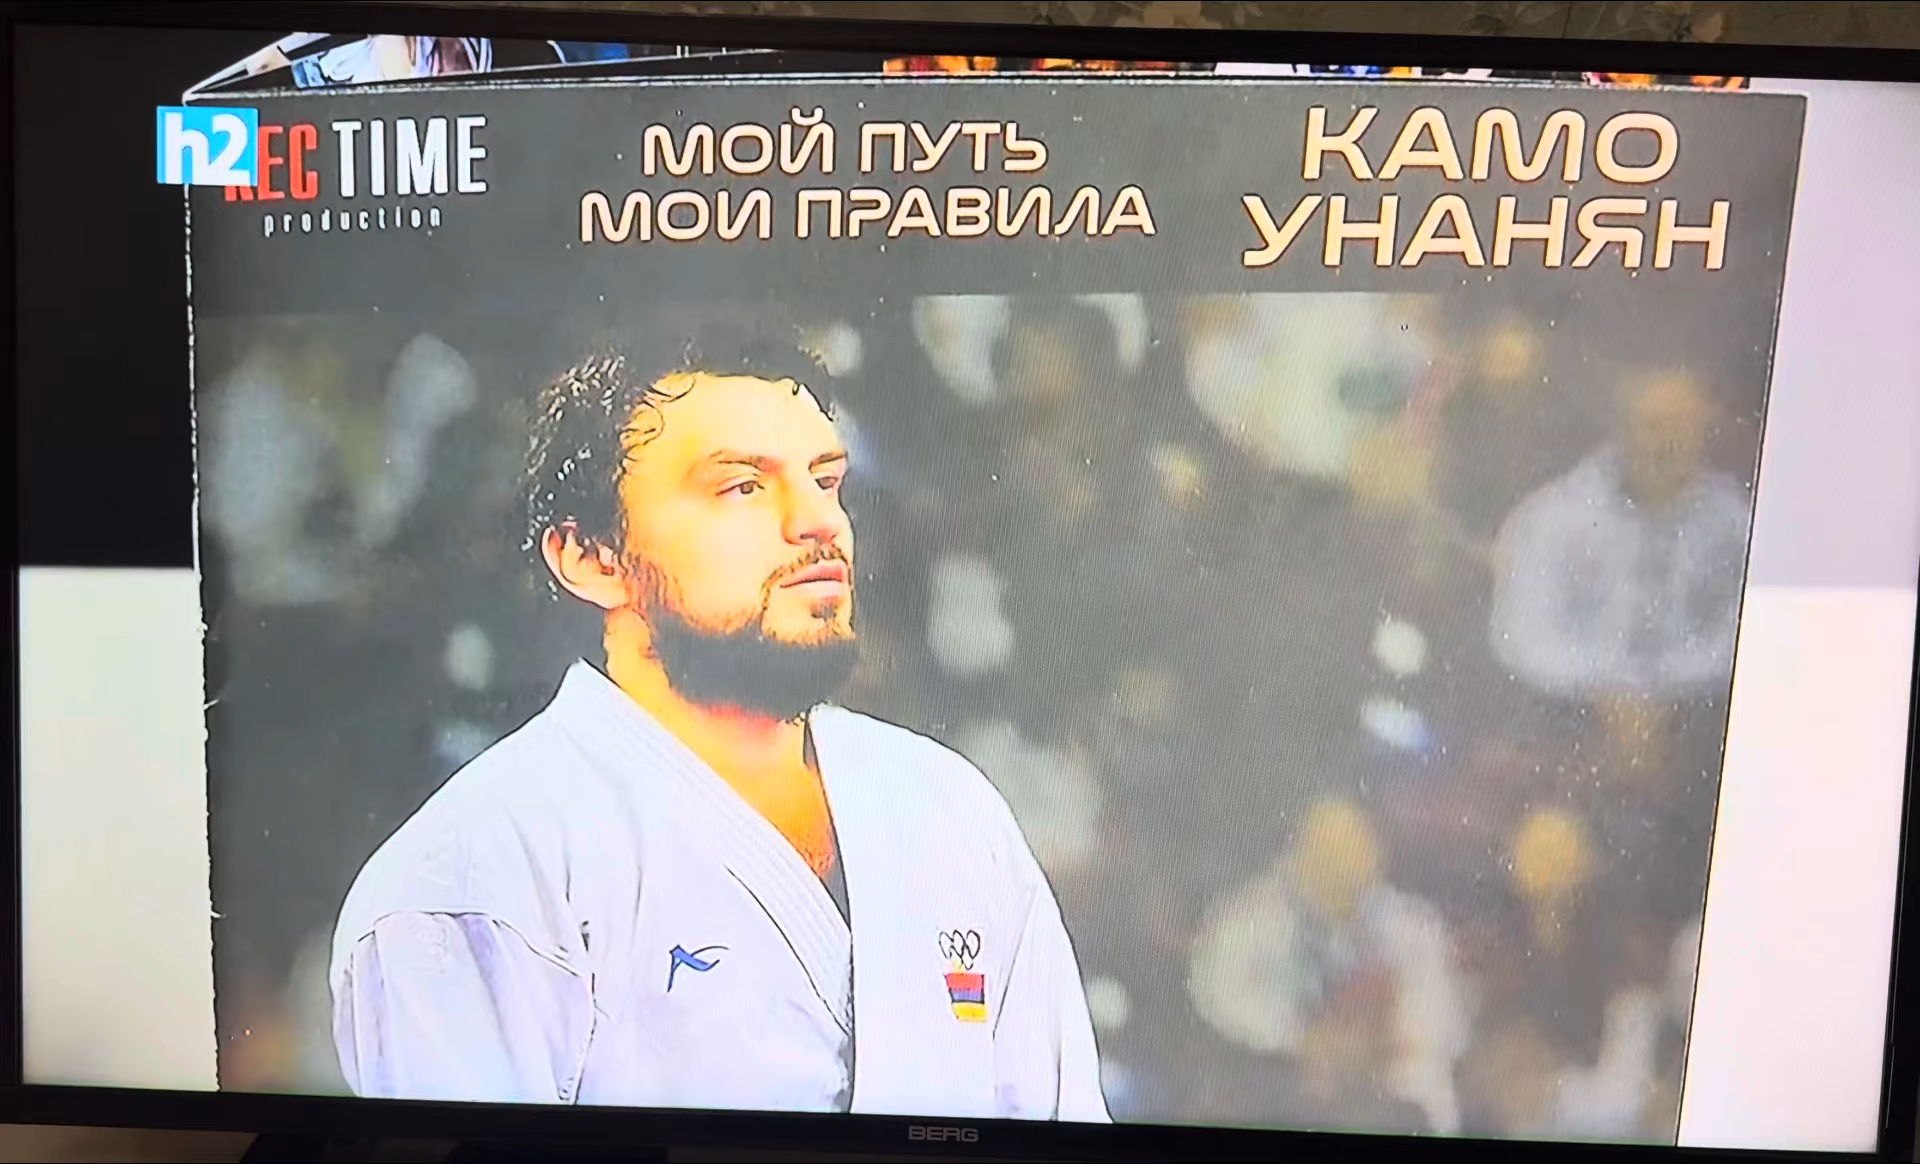 h2
REC TIME
production
МОЙ ПУТЬ
МОИ ПРАВИЛА
КАМО
УНАНЯН
BERG